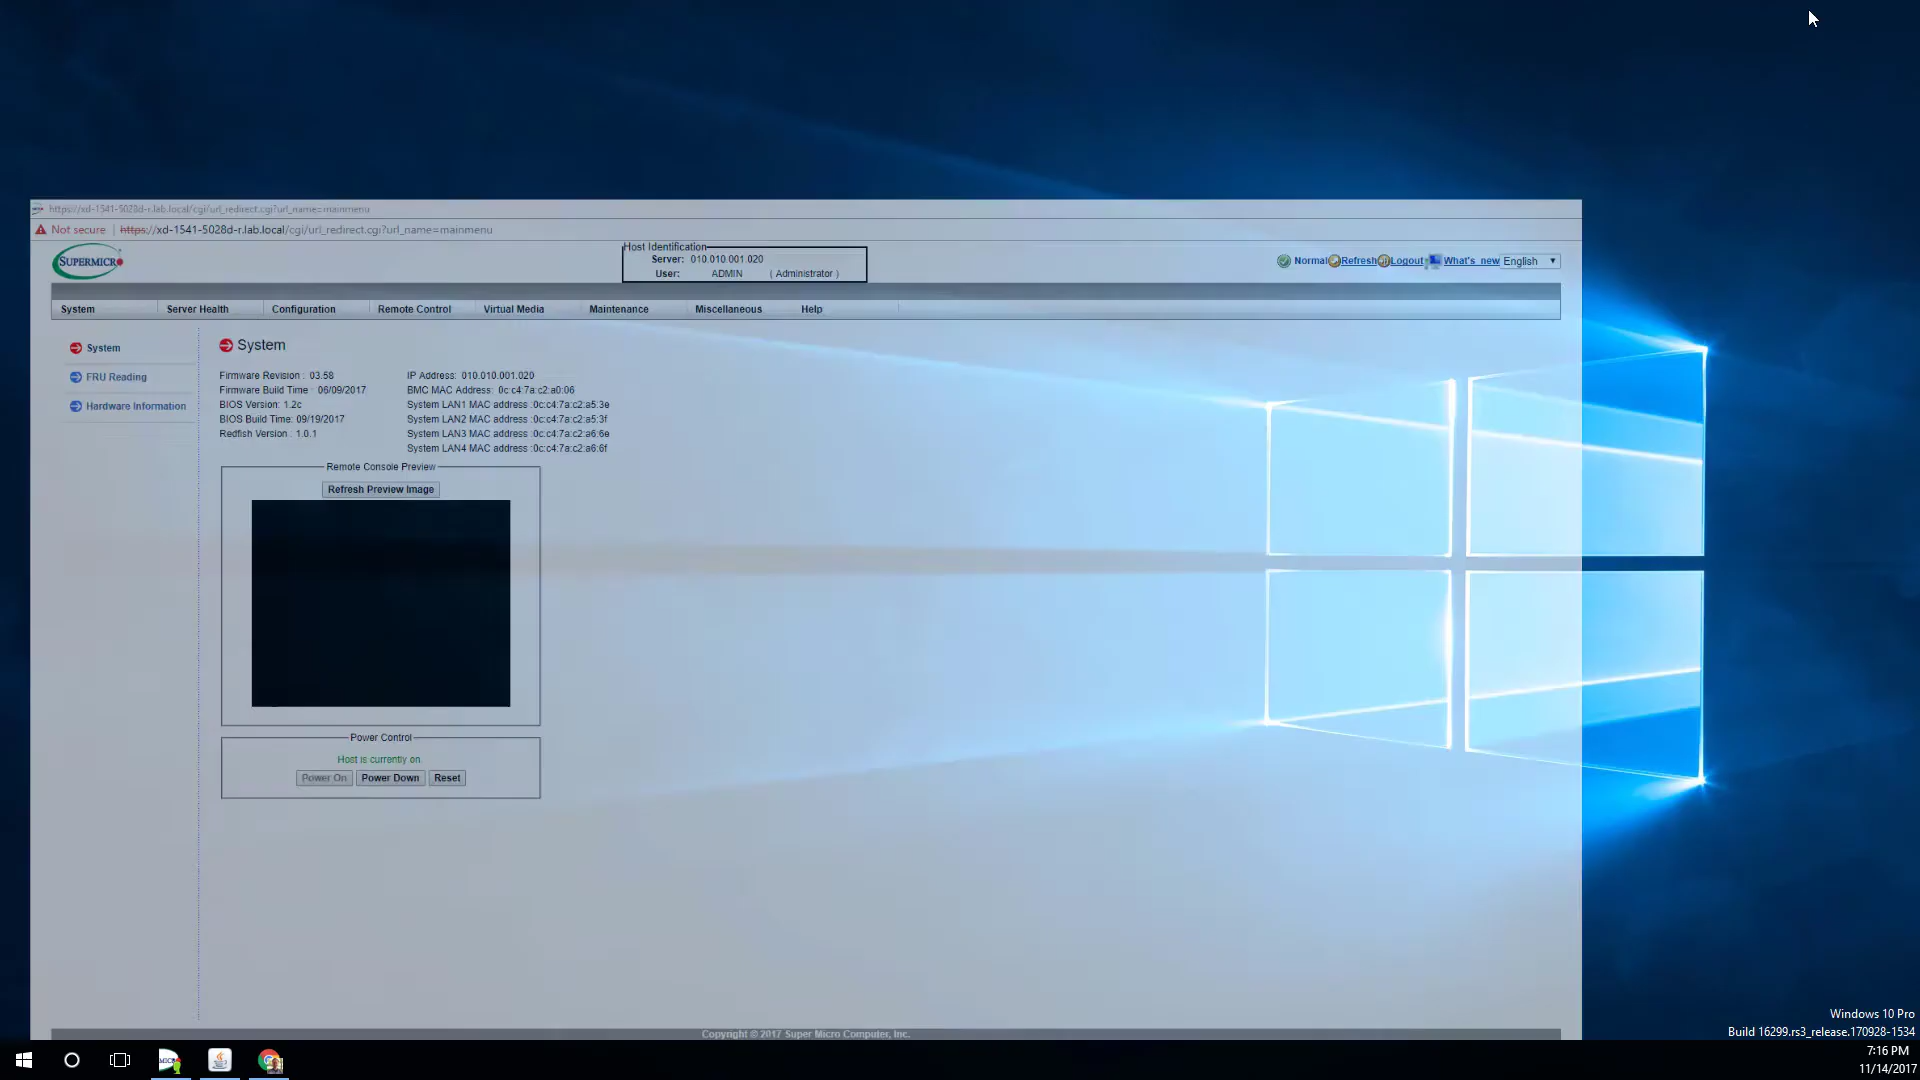 https://xd-1541-5028d-r.lab.local/cgi/url_redirect.cgi?url_name=mainmenu
Not secure | https://xd-1541-5028d-r.lab.local/cgi/url_redirect.cgi?url_name=mainmenu
SUPERMICRO
Host Identification
Server: 010.010.001.020
User: ADMIN ( Administrator )
Normal Refresh Logout What's new English
System Server Health Configuration Remote Control Virtual Media Maintenance Miscellaneous Help
System
FRU Reading
Hardware Information
System
Firmware Revision : 03.58
Firmware Build Time : 06/09/2017
BIOS Version: 1.2c
BIOS Build Time: 09/19/2017
Redfish Version : 1.0.1
IP Address: 010.010.001.020
BMC MAC Address: 0c:c4:7a:c2:a0:06
System LAN1 MAC address :0c:c4:7a:c2:a5:3e
System LAN2 MAC address :0c:c4:7a:c2:a5:3f
System LAN3 MAC address :0c:c4:7a:c2:a6:6e
System LAN4 MAC address :0c:c4:7a:c2:a6:6f
Remote Console Preview
Refresh Preview Image
Power Control
Host is currently on
Power On Power Down Reset
Copyright © 2017 Super Micro Computer, Inc.
Windows 10 Pro
Build 16299.rs3_release.170928-1534
7:16 PM
11/14/2017